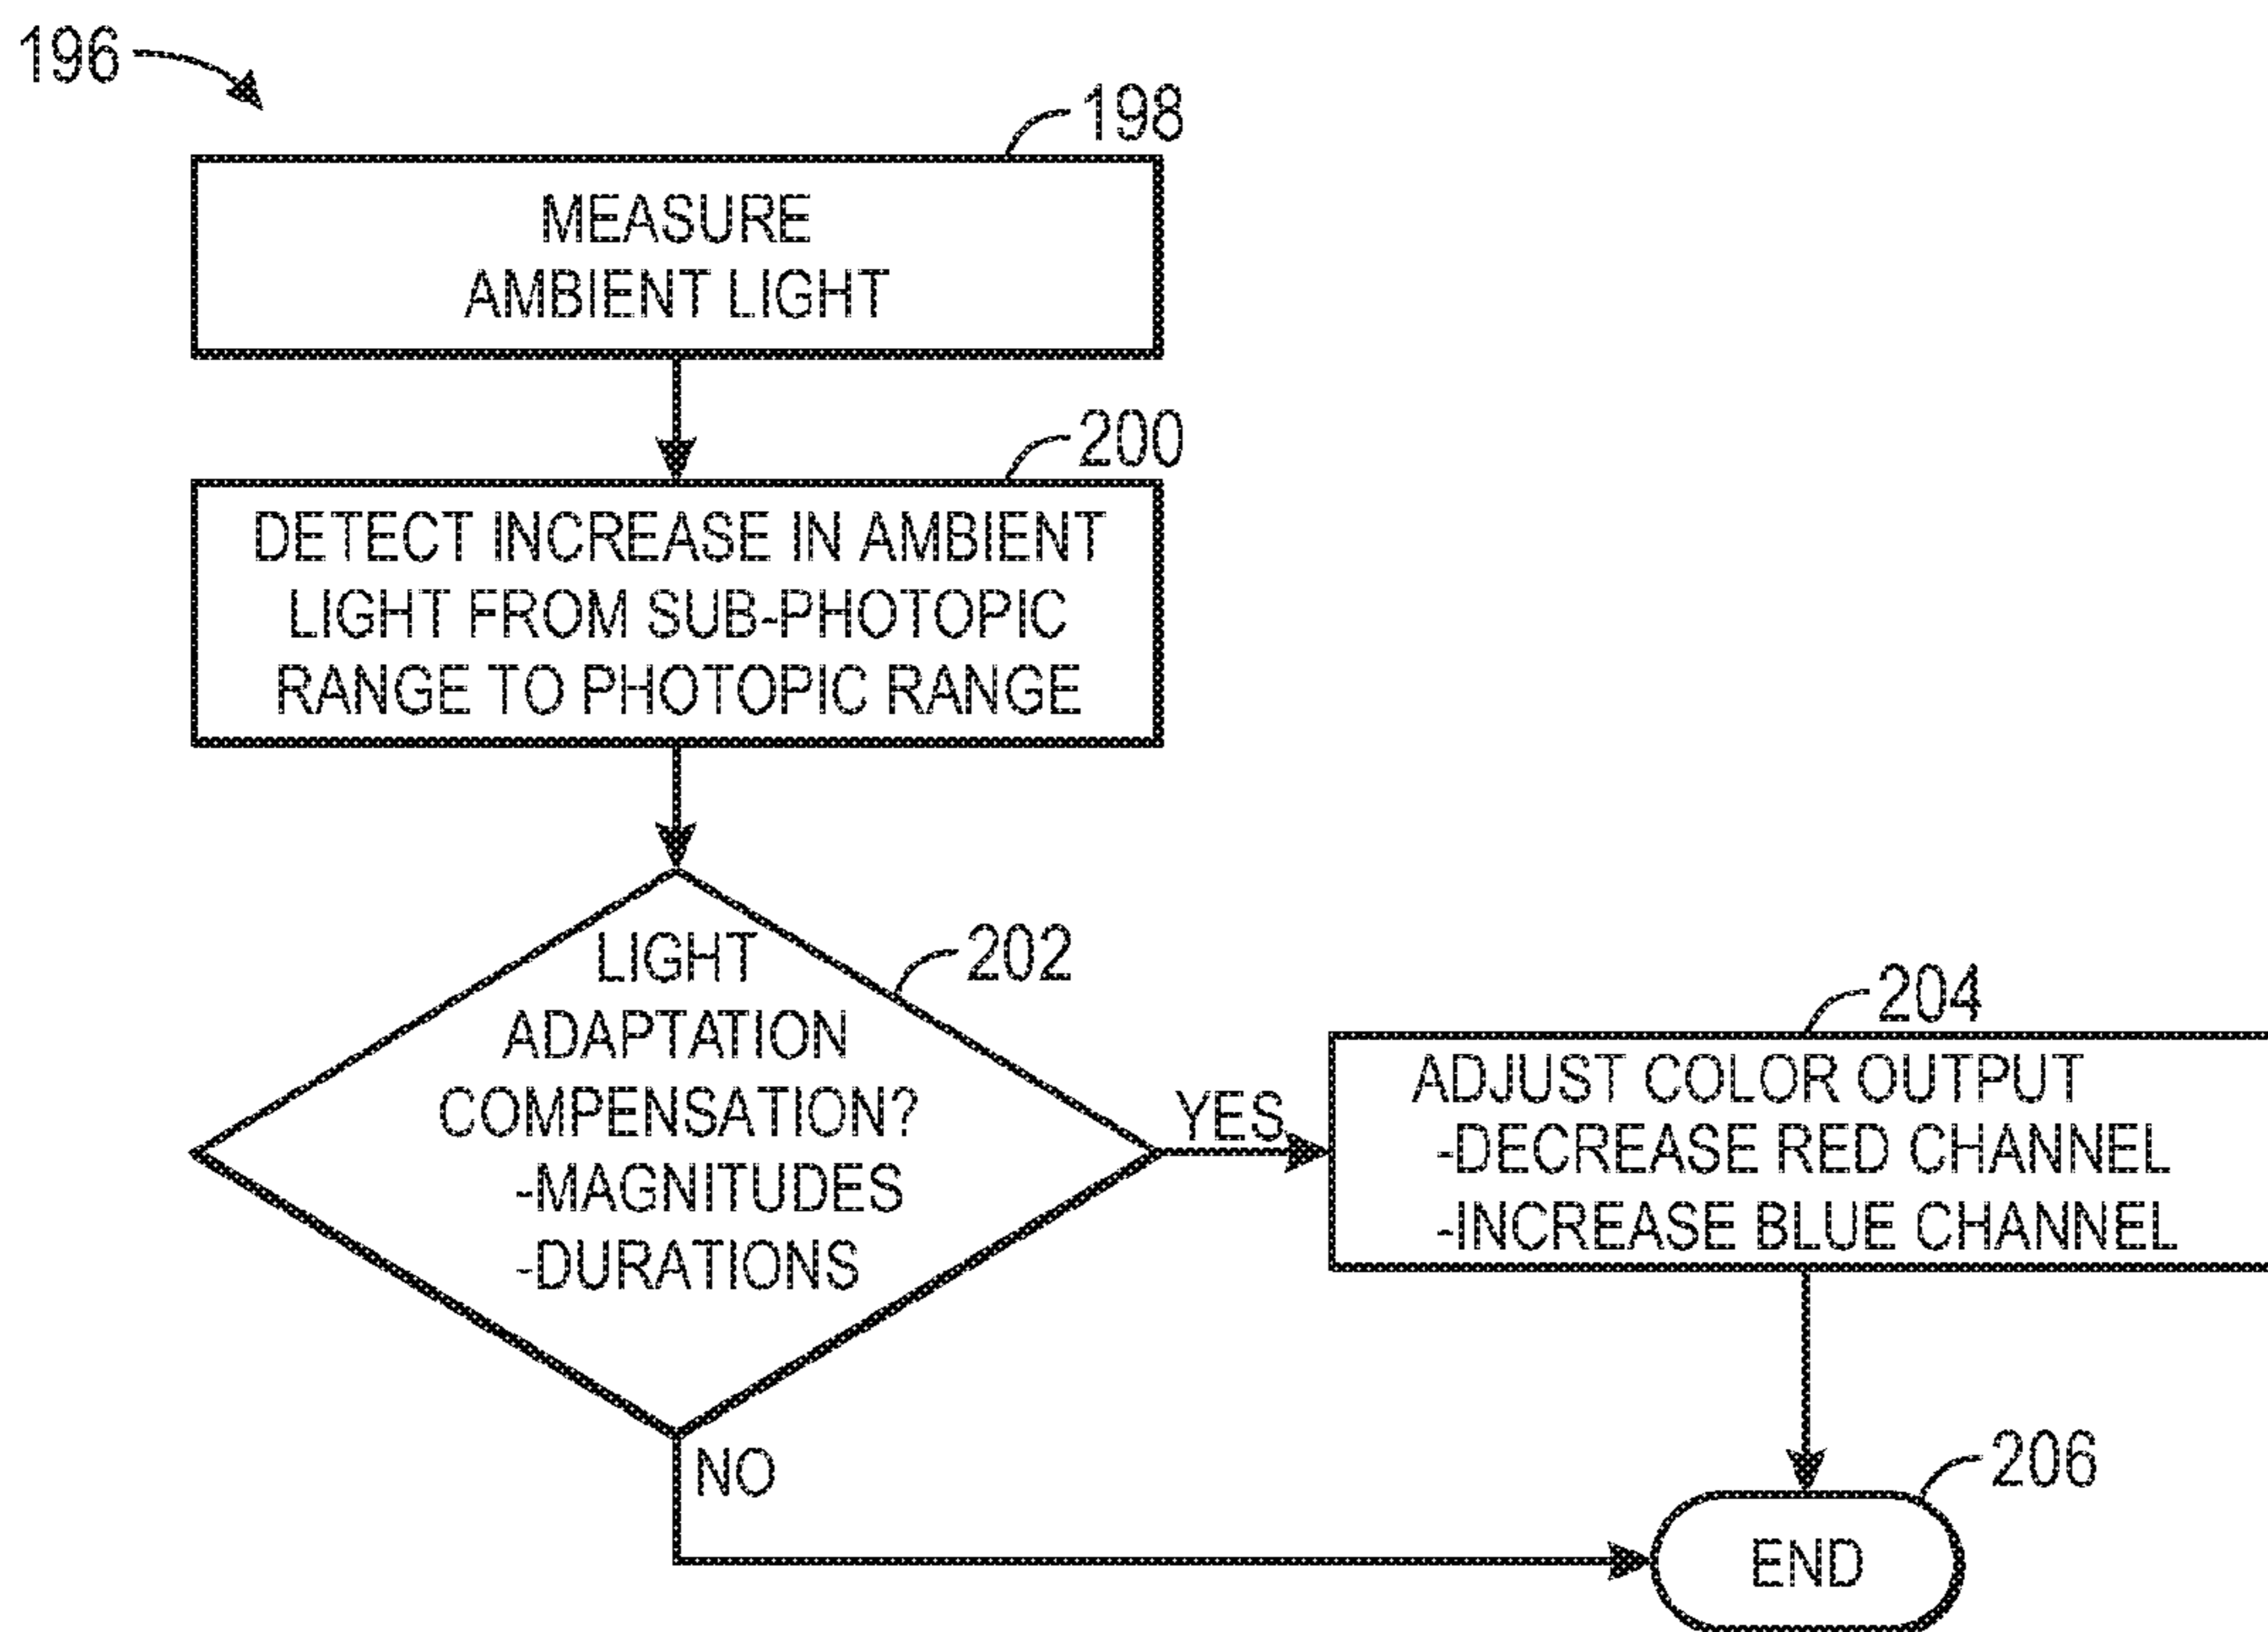 196
198
MEASURE
AMBIENT LIGHT
200
DETECT INCREASE IN AMBIENT
LIGHT FROM SUB-PHOTOPIC
RANGE TO PHOTOPIC RANGE
202
LIGHT
ADAPTATION
COMPENSATION?
-MAGNITUDES
-DURATIONS
YES
NO
204
ADJUST COLOR OUTPUT
-DECREASE RED CHANNEL
-INCREASE BLUE CHANNEL
206
END